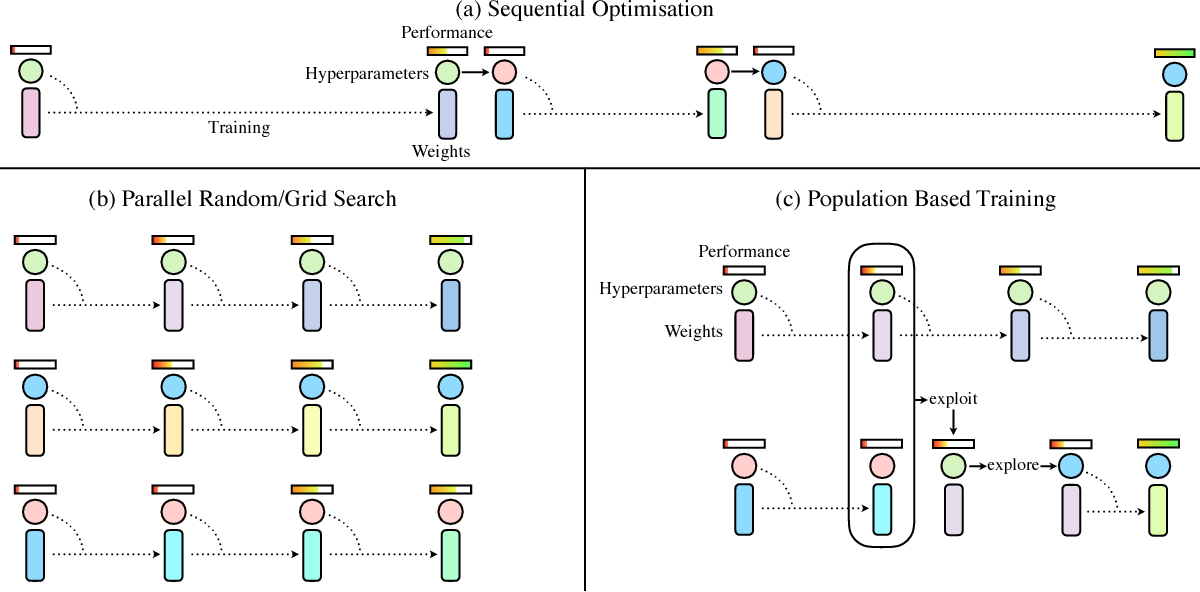 (a) Sequential Optimisation
Performance
Hyperparameters
Training
Weights
(b) Parallel Random/Grid Search
(c) Population Based Training
Performance
Hyperparameters
Weights
exploit
explore